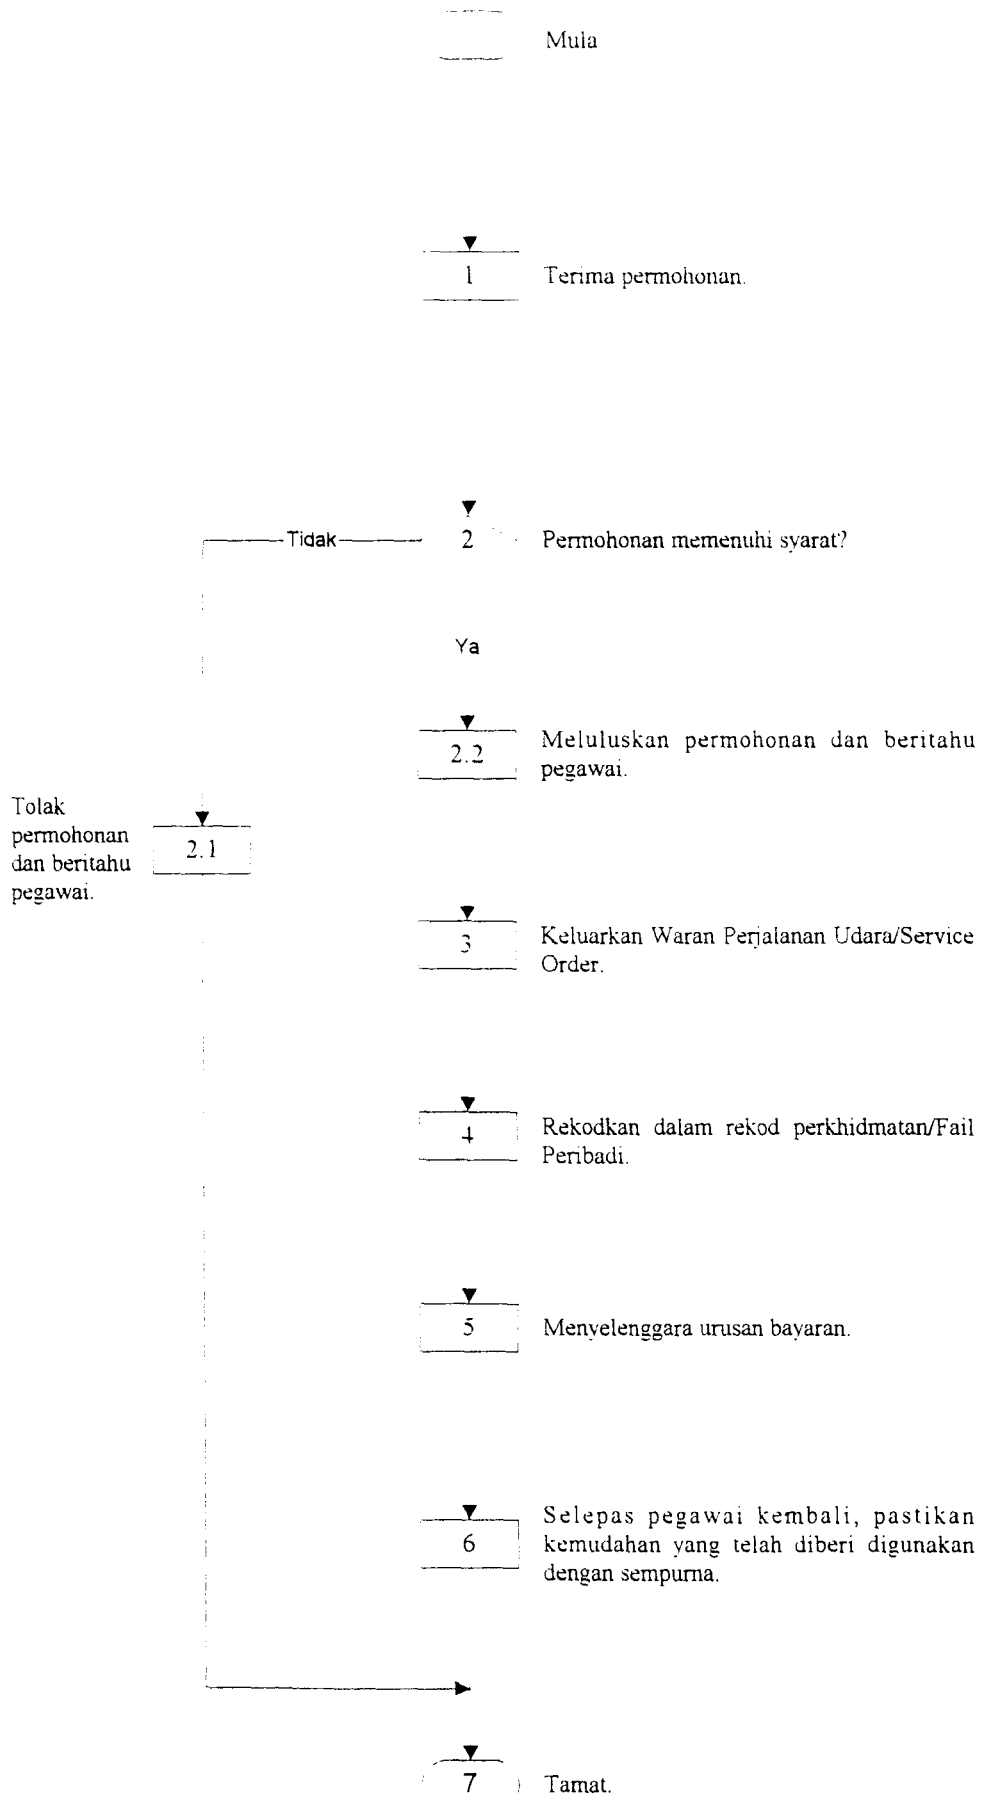 Mula
1 Terima permohonan.
Tidak 2 Permohonan memenuhi syarat?
Ya
2.2 Meluluskan permohonan dan beritahu
pegawai.
Tolak
permohonan
dan beritahu
pegawai.
2.1
3 Keluarkan Waran Perjalanan Udara/Service
Order.
4 Rekodkan dalam rekod perkhidmatan/Fail
Peribadi.
5 Menyelenggara urusan bayaran.
6 Selepas pegawai kembali, pastikan
kemudahan yang telah diberi digunakan
dengan sempurna.
7 Tamat.